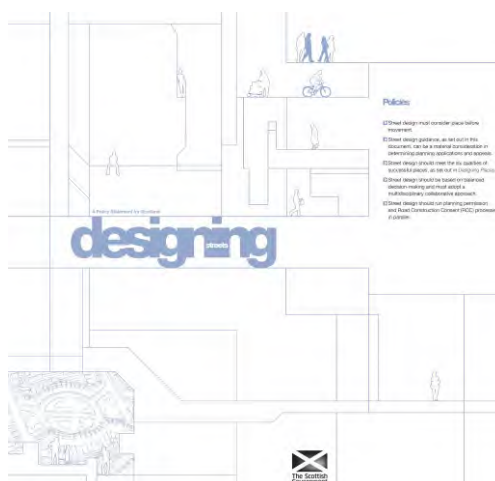 Policies
Street design must consider place before
movement.
Street design guidance, as set out in this
document, can be a material consideration in
determining planning applications and appeals.
Street design should meet the six qualities of
successful places, as set out in Designing Places.
Street design should be based on balanced
decision-making and must adopt a
multidisciplinary collaborative approach.
Street design should run planning permission
and Road Construction Consent (RCC) processes
in parallel.
A Policy Statement for Scotland
designing
streets
The Scottish